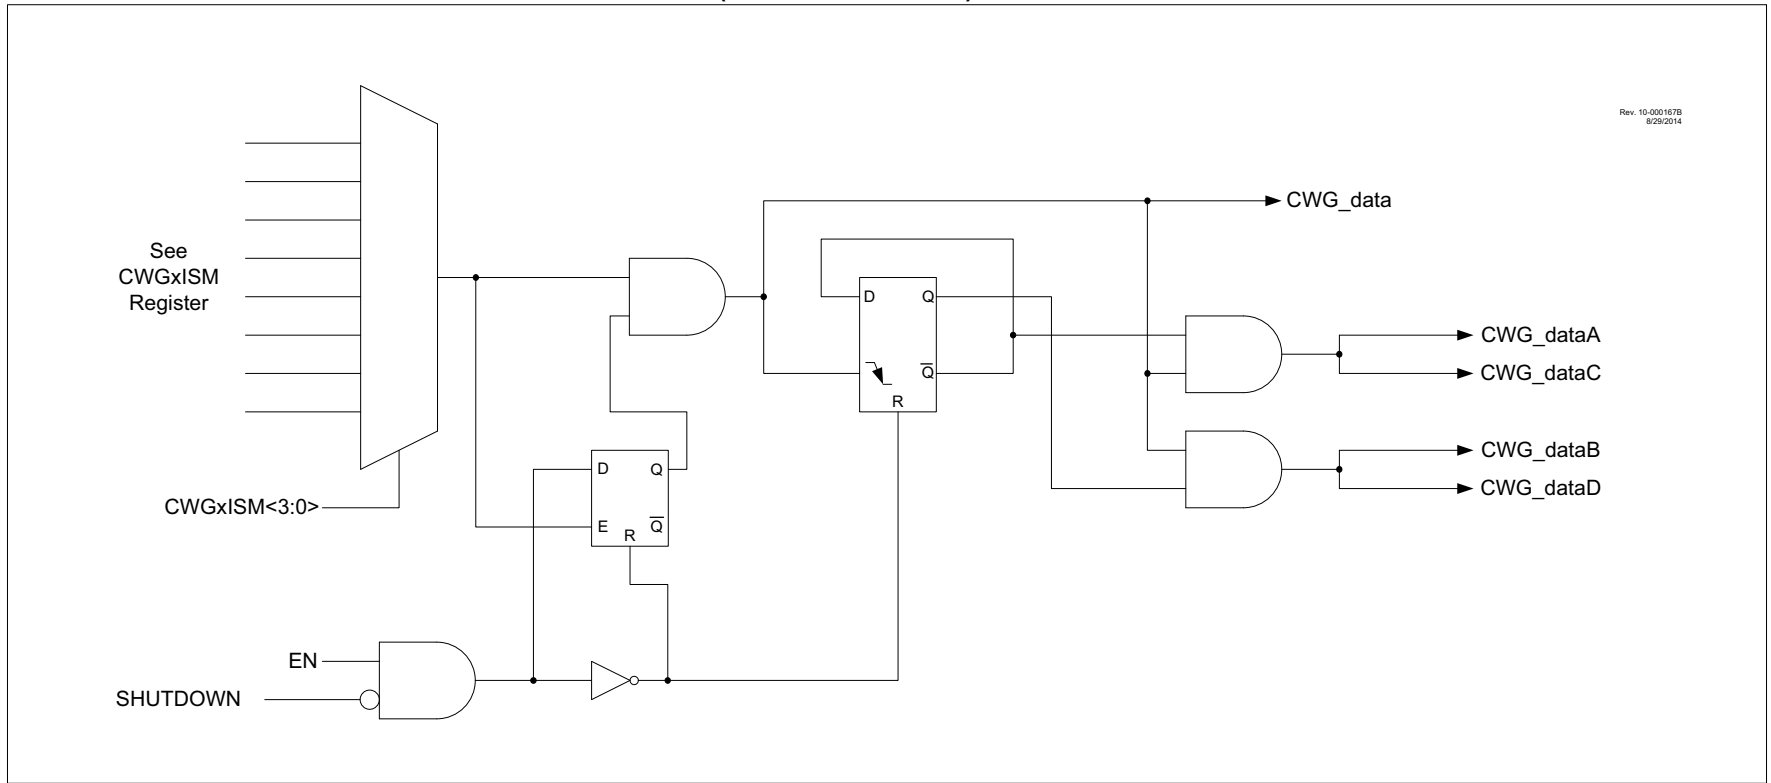 Rev. 10-000167B
8/29/2014
CWG_data
See
CWGxISM
Register
D
Q
Q
R
CWG_dataA
CWG_dataC
CWG_dataB
CWG_dataD
D
Q
E
Q
R
CWGxISM<3:0>
EN
SHUTDOWN